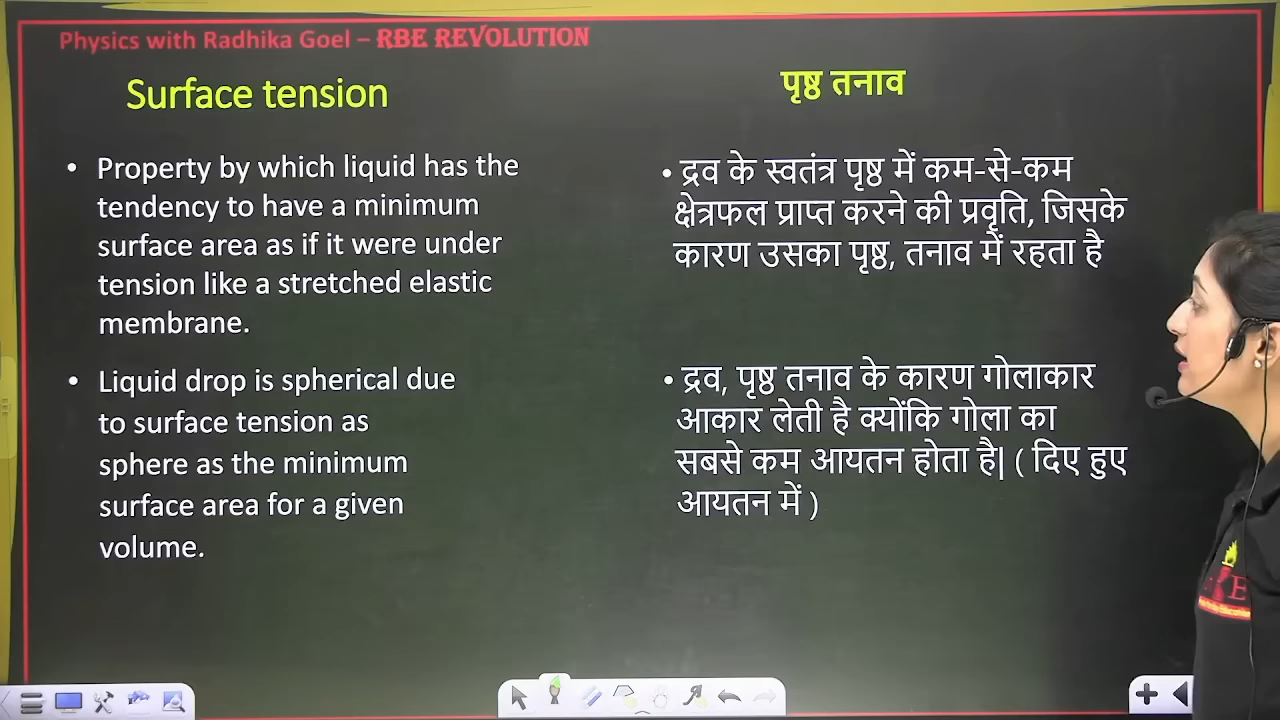 Physics with Radhika Goel – RBE REVOLUTION
Surface tension
• Property by which liquid has the
tendency to have a minimum
surface area as if it were under
tension like a stretched elastic
membrane.
• Liquid drop is spherical due
to surface tension as
sphere as the minimum
surface area for a given
volume.
पृष्ठ तनाव
• द्रव के स्वतंत्र पृष्ठ में कम-से-कम
क्षेत्रफल प्राप्त करने की प्रवृति, जिसके
कारण उसका पृष्ठ, तनाव में रहता है
• द्रव, पृष्ठ तनाव के कारण गोलाकार
आकार लेती है क्योंकि गोला का
सबसे कम आयतन होता है| ( दिए हुए
आयतन में )